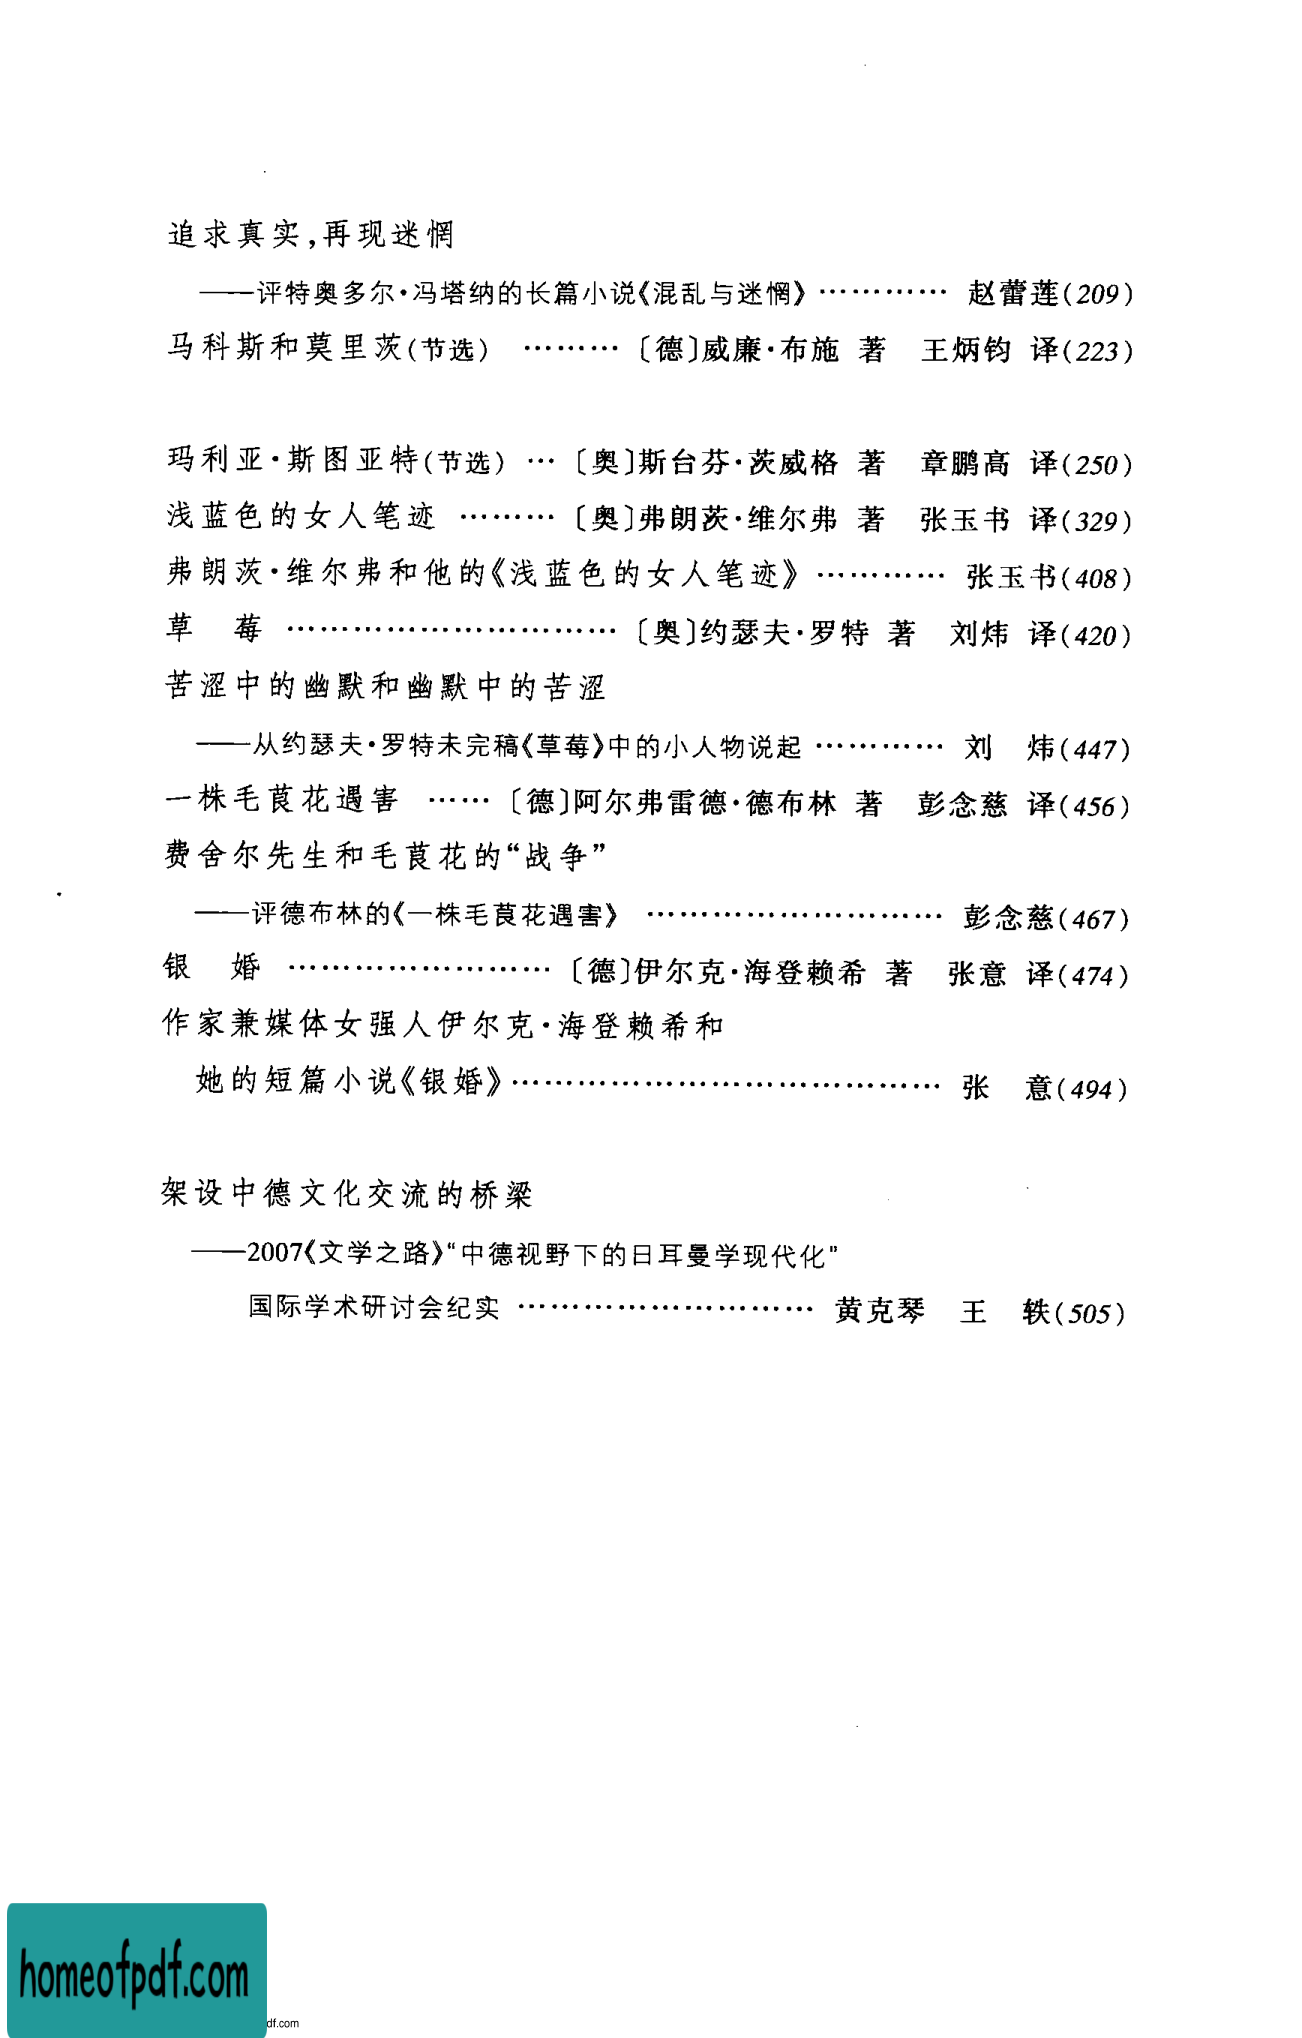 追求真实,再现迷惘
——评特奥多尔·冯塔纳的长篇小说《混乱与迷惘》………… 赵蕾莲(209)
马科斯和莫里茨(节选) ……… 〔德〕威廉·布施 著 王炳钧 译(223)
玛利亚·斯图亚特(节选) … 〔奥〕斯台芬·茨威格 著 章鹏高 译(250)
浅蓝色的女人笔迹 ……… 〔奥〕弗朗茨·维尔弗 著 张玉书 译(329)
弗朗茨·维尔弗和他的《浅蓝色的女人笔迹》………… 张玉书(408)
草 莓 ………………………… 〔奥〕约瑟夫·罗特 著 刘炜 译(420)
苦涩中的幽默和幽默中的苦涩
——从约瑟夫·罗特未完稿《草莓》中的小人物说起 ………… 刘 炜(447)
一株毛茛花遇害 …… 〔德〕阿尔弗雷德·德布林 著 彭念慈 译(456)
费舍尔先生和毛茛花的“战争”
——评德布林的《一株毛茛花遇害》 ……………………… 彭念慈(467)
银 婚 …………………… 〔德〕伊尔克·海登赖希 著 张意 译(474)
作家兼媒体女强人伊尔克·海登赖希和
她的短篇小说《银婚》………………………………… 张 意(494)
架设中德文化交流的桥梁
——2007《文学之路》“中德视野下的日耳曼学现代化”
国际学术研讨会纪实 ……………………… 黄克琴 王 轶(505)
homeofpdf.com
df.com